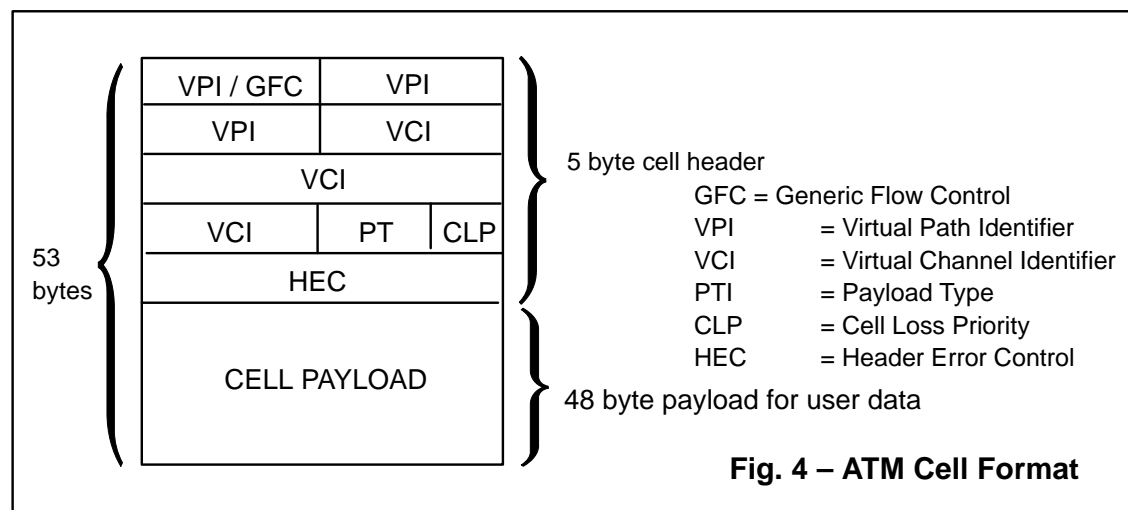 VPI / GFC VPI
VPI VCI
VCI
VCI PT CLP
HEC
CELL PAYLOAD
53
bytes
5 byte cell header
GFC = Generic Flow Control
VPI = Virtual Path Identifier
VCI = Virtual Channel Identifier
PTI = Payload Type
CLP = Cell Loss Priority
HEC = Header Error Control
48 byte payload for user data
Fig. 4 – ATM Cell Format